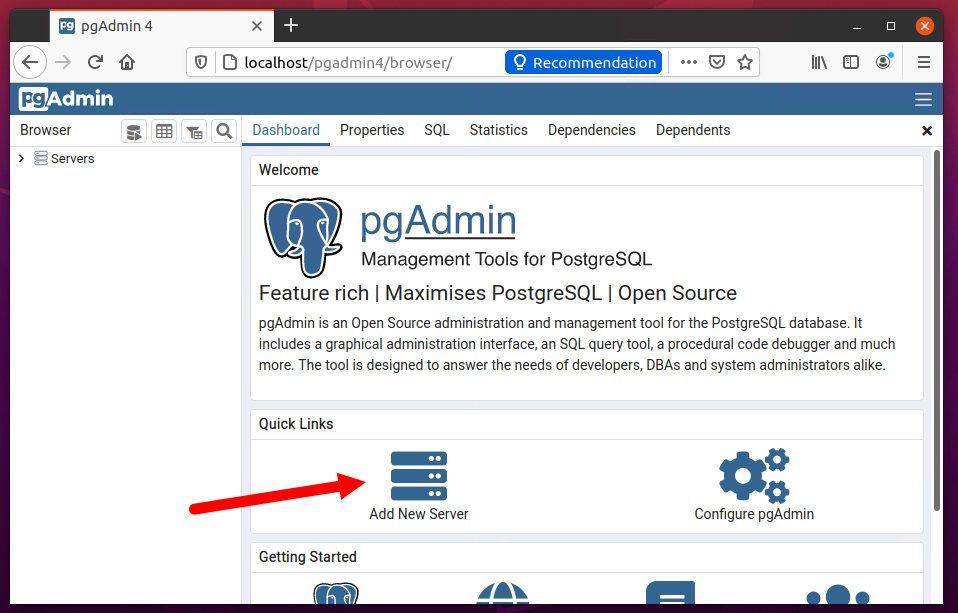 pgAdmin 4
localhost/pgadmin4/browser/
Recommendation
pgAdmin
Browser
Dashboard Properties SQL Statistics Dependencies Dependents
Servers
Welcome
pgAdmin
Management Tools for PostgreSQL
Feature rich | Maximises PostgreSQL | Open Source
pgAdmin is an Open Source administration and management tool for the PostgreSQL database. It
includes a graphical administration interface, an SQL query tool, a procedural code debugger and much
more. The tool is designed to answer the needs of developers, DBAs and system administrators alike.
Quick Links
Add New Server
Configure pgAdmin
Getting Started